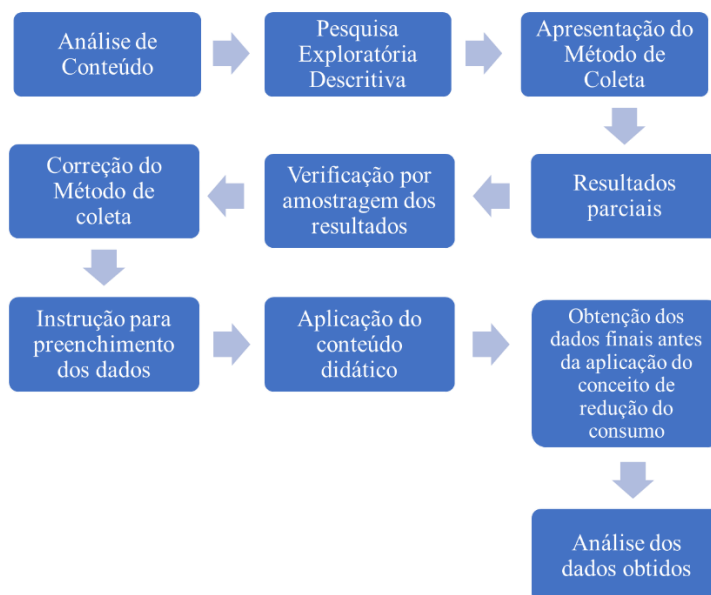 Análise de
Conteúdo
Pesquisa
Exploratória
Descritiva
Apresentação do
Método de
Coleta
Resultados
parciais
Verificação por
amostragem dos
resultados
Correção do
Método de
coleta
Instrução para
preenchimento
dos dados
Aplicação do
conteúdo
didático
Obtenção dos
dados finais antes
da aplicação do
conceito de
redução do
consumo
Análise dos
dados obtidos